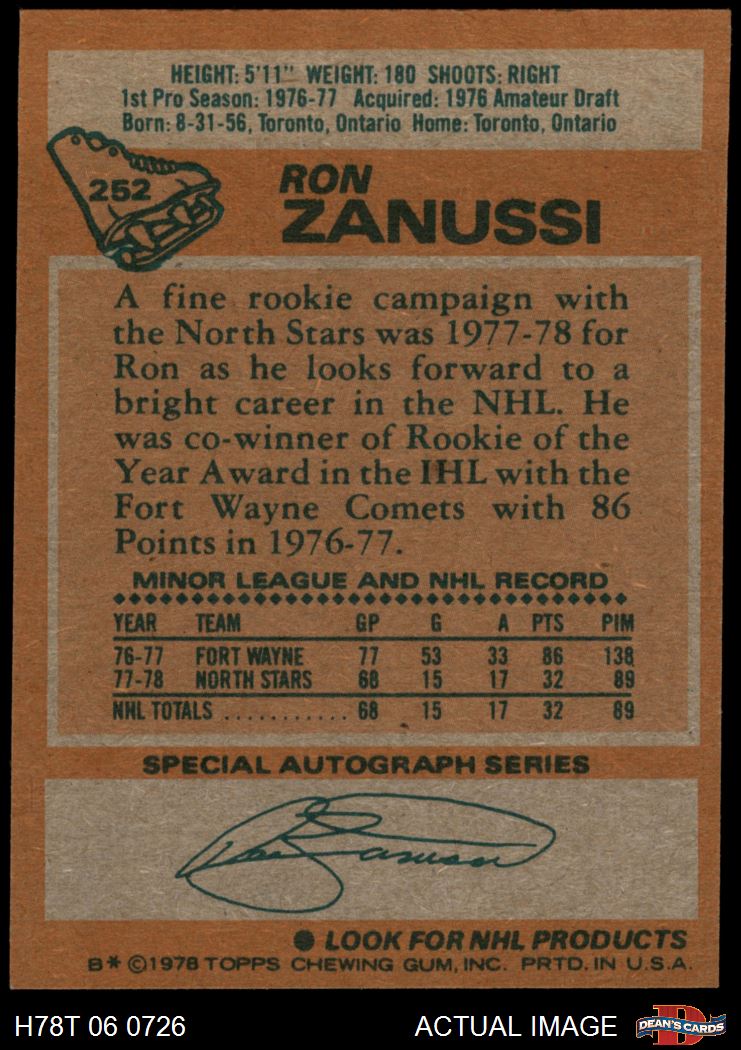 HEIGHT: 5'11" WEIGHT: 180 SHOOTS: RIGHT
1st Pro Season: 1976-77 Acquired: 1976 Amateur Draft
Born: 8-31-56, Toronto, Ontario Home: Toronto, Ontario
252
RON
ZANUSSI
A fine rookie campaign with
the North Stars was 1977-78 for
Ron as he looks forward to a
bright career in the NHL. He
was co-winner of Rookie of the
Year Award in the IHL with the
Fort Wayne Comets with 86
Points in 1976-77.
MINOR LEAGUE AND NHL RECORD
YEAR TEAM GP G A PTS PIM
76-77 FORT WAYNE 77 53 33 86 138
77-78 NORTH STARS 68 15 17 32 89
NHL TOTALS ........... 68 15 17 32 89
SPECIAL AUTOGRAPH SERIES
Ron Zanussi
● LOOK FOR NHL PRODUCTS
B* ©1978 TOPPS CHEWING GUM, INC. PRTD. IN U.S.A.
H78T 06 0726 ACTUAL IMAGE D DEAN'S CARDS